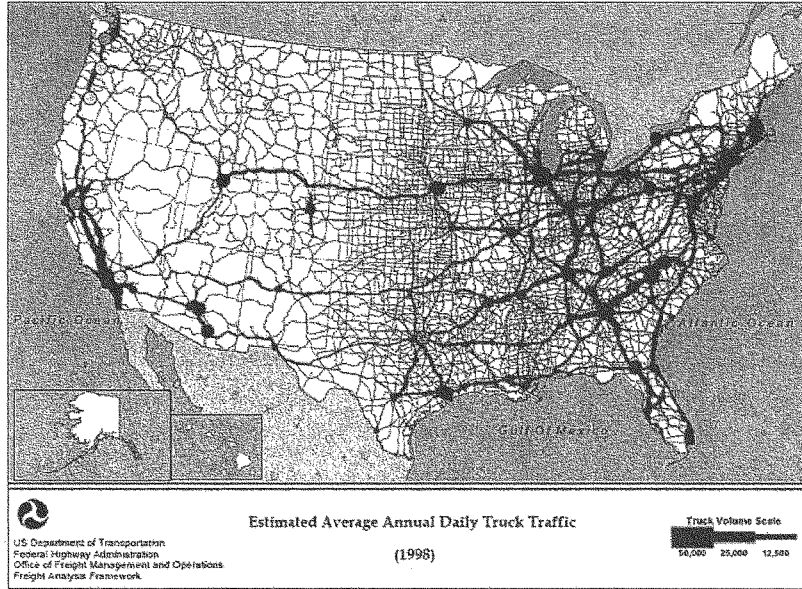 Pacific Ocean
Atlantic Ocean
Gulf Of Mexico
US Department of Transportation
Federal Highway Administration
Office of Freight Management and Operations
Freight Analysis Framework
Estimated Average Annual Daily Truck Traffic
(1998)
Truck Volume Scale
50,000 25,000 12,500